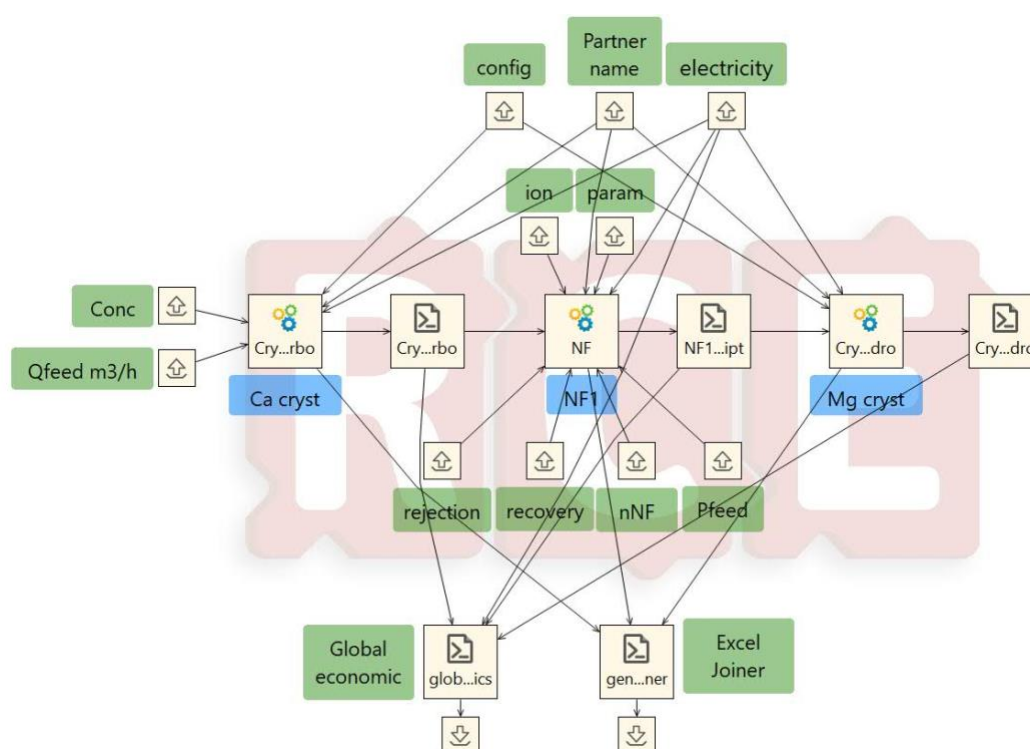 Partner
name
config
electricity
ion
param
Conc
Qfeed m3/h
Cry...rbo
Cry...rbo
NF
NF1...ipt
Cry...dro
Cry...dro
Ca cryst
NF1
Mg cryst
rejection
recovery
nNF
Pfeed
Global
economic
glob...ics
gen...ner
Excel
Joiner
RCE